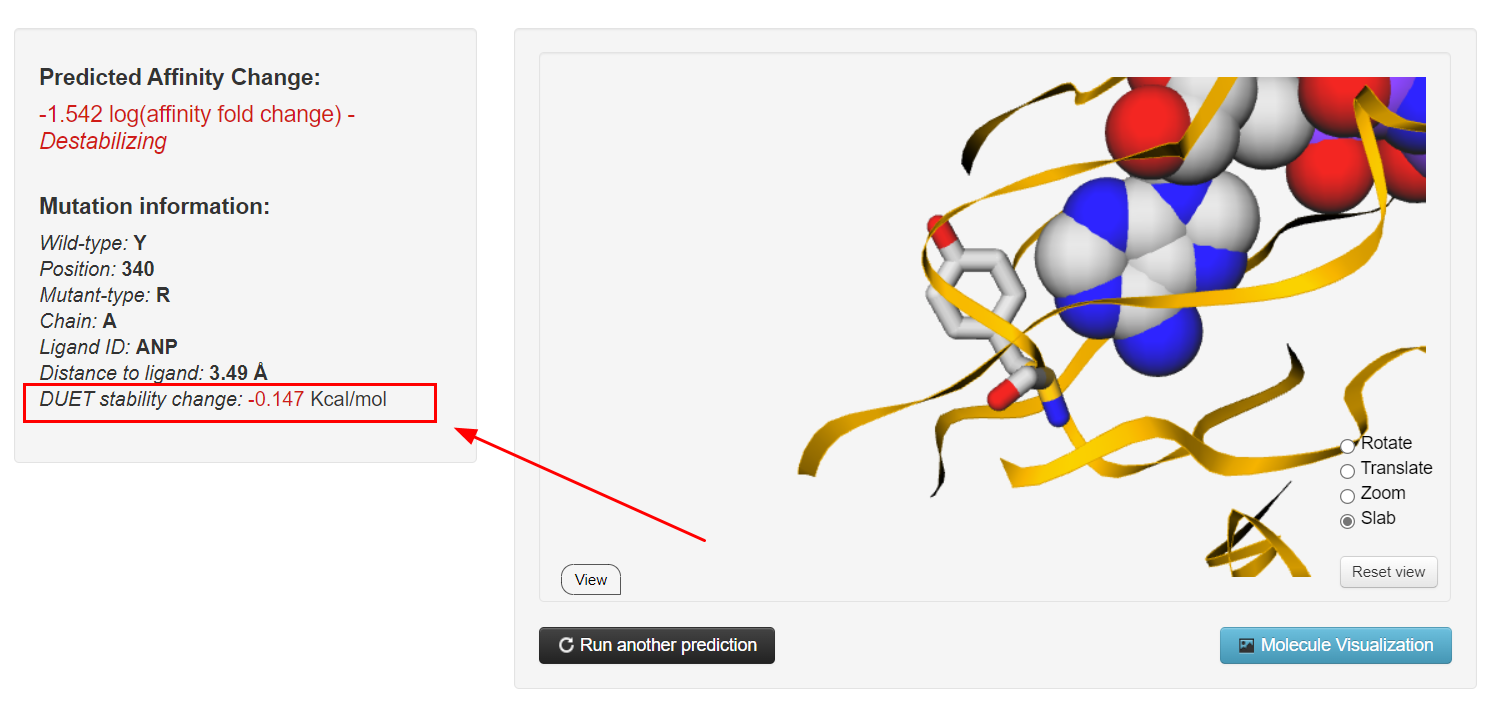 Predicted Affinity Change:
-1.542 log(affinity fold change) -
Destabilizing
Mutation information:
Wild-type: Y
Position: 340
Mutant-type: R
Chain: A
Ligand ID: ANP
Distance to ligand: 3.49 Å
DUET stability change: -0.147 Kcal/mol
Rotate
Translate
Zoom
Slab
View
Reset view
Run another prediction
Molecule Visualization